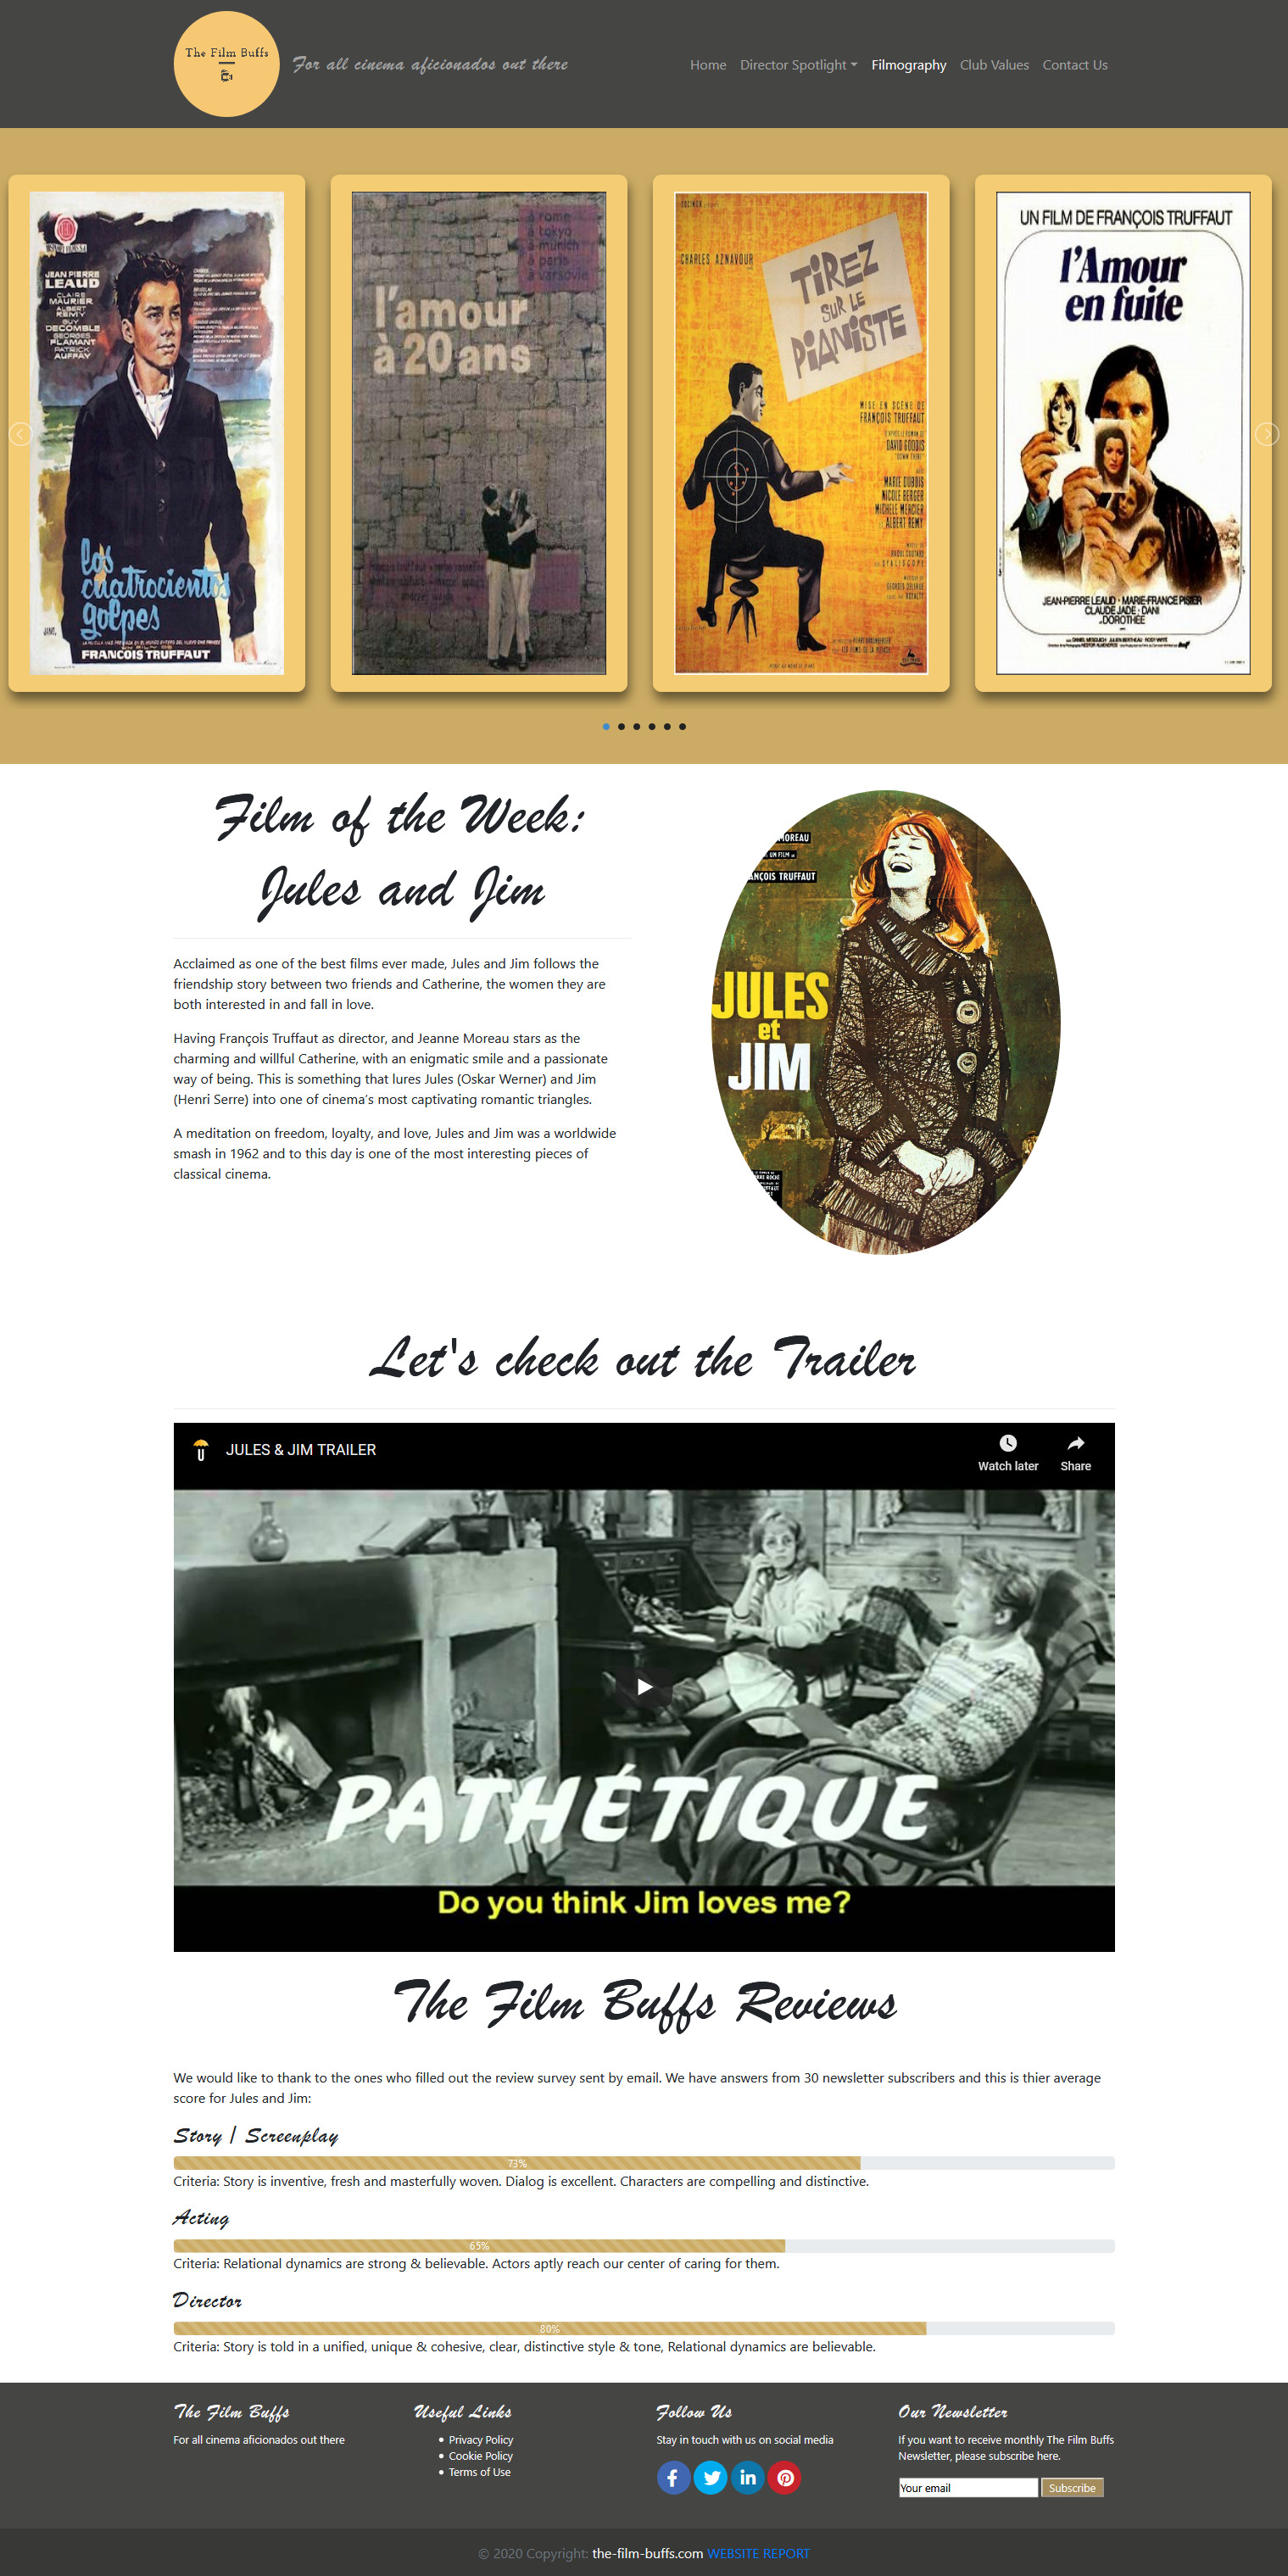 The Film Buffs
For all cinema aficionados out there
Home Director Spotlight Filmography Club Values Contact Us
JEAN PIERRE
LEAUD
CLAIRE
MAURIER
ALBERT
REMY
GUY
DECOMBLE
GEORGES
FLAMANT
PATRICK
AUFFAY
los
cuatrocientos
golpes
FRANCOIS TRUFFAUT
à rome
à tokyo
à munich
à paris
à varsovie
l'amour
à 20 ans
CHARLES AZNAVOUR
TIREZ
SUR LE
PIANISTE
MISE EN SCENE DE
FRANÇOIS TRUFFAUT
DAVID GOODIS
MARIE DUBOIS
NICOLE BERGER
MICHELE MERCIER
ALBERT REMY
UN FILM DE FRANÇOIS TRUFFAUT
l'Amour
en fuite
JEAN-PIERRE LEAUD • MARIE-FRANCE PISIER
CLAUDE JADE • DANI
DOROTHÉE
Film of the Week:
Jules and Jim
Acclaimed as one of the best films ever made, Jules and Jim follows the
friendship story between two friends and Catherine, the women they are
both interested in and fall in love.
Having François Truffaut as director, and Jeanne Moreau stars as the
charming and willful Catherine, with an enigmatic smile and a passionate
way of being. This is something that lures Jules (Oskar Werner) and Jim
(Henri Serre) into one of cinema's most captivating romantic triangles.
A meditation on freedom, loyalty, and love, Jules and Jim was a worldwide
smash in 1962 and to this day is one of the most interesting pieces of
classical cinema.
MOREAU
UN FILM DE
ANÇOIS TRUFFAUT
JULES
et
JIM
Let's check out the Trailer
JULES & JIM TRAILER
Watch later
Share
PATHÉTIQUE
Do you think Jim loves me?
The Film Buffs Reviews
We would like to thank to the ones who filled out the review survey sent by email. We have answers from 30 newsletter subscribers and this is thier average
score for Jules and Jim:
Story | Screenplay
73%
Criteria: Story is inventive, fresh and masterfully woven. Dialog is excellent. Characters are compelling and distinctive.
Acting
65%
Criteria: Relational dynamics are strong & believable. Actors aptly reach our center of caring for them.
Director
80%
Criteria: Story is told in a unified, unique & cohesive, clear, distinctive style & tone, Relational dynamics are believable.
The Film Buffs
For all cinema aficionados out there
Useful Links
Privacy Policy
Cookie Policy
Terms of Use
Follow Us
Stay in touch with us on social media
Our Newsletter
If you want to receive monthly The Film Buffs
Newsletter, please subscribe here.
Your email
Subscribe
© 2020 Copyright: the-film-buffs.com WEBSITE REPORT